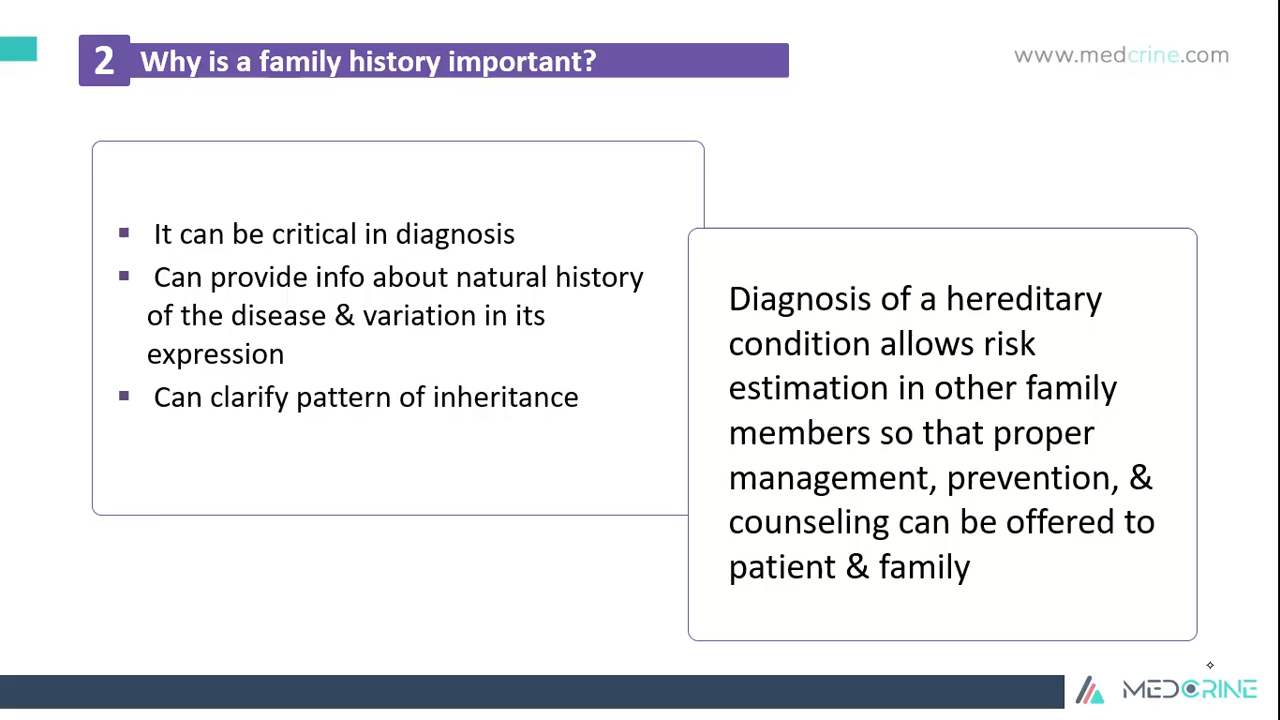 2 Why is a family history important?
www.medcrine.com
▪ It can be critical in diagnosis
▪ Can provide info about natural history
of the disease & variation in its
expression
▪ Can clarify pattern of inheritance
Diagnosis of a hereditary
condition allows risk
estimation in other family
members so that proper
management, prevention, &
counseling can be offered to
patient & family
MEDCRINE